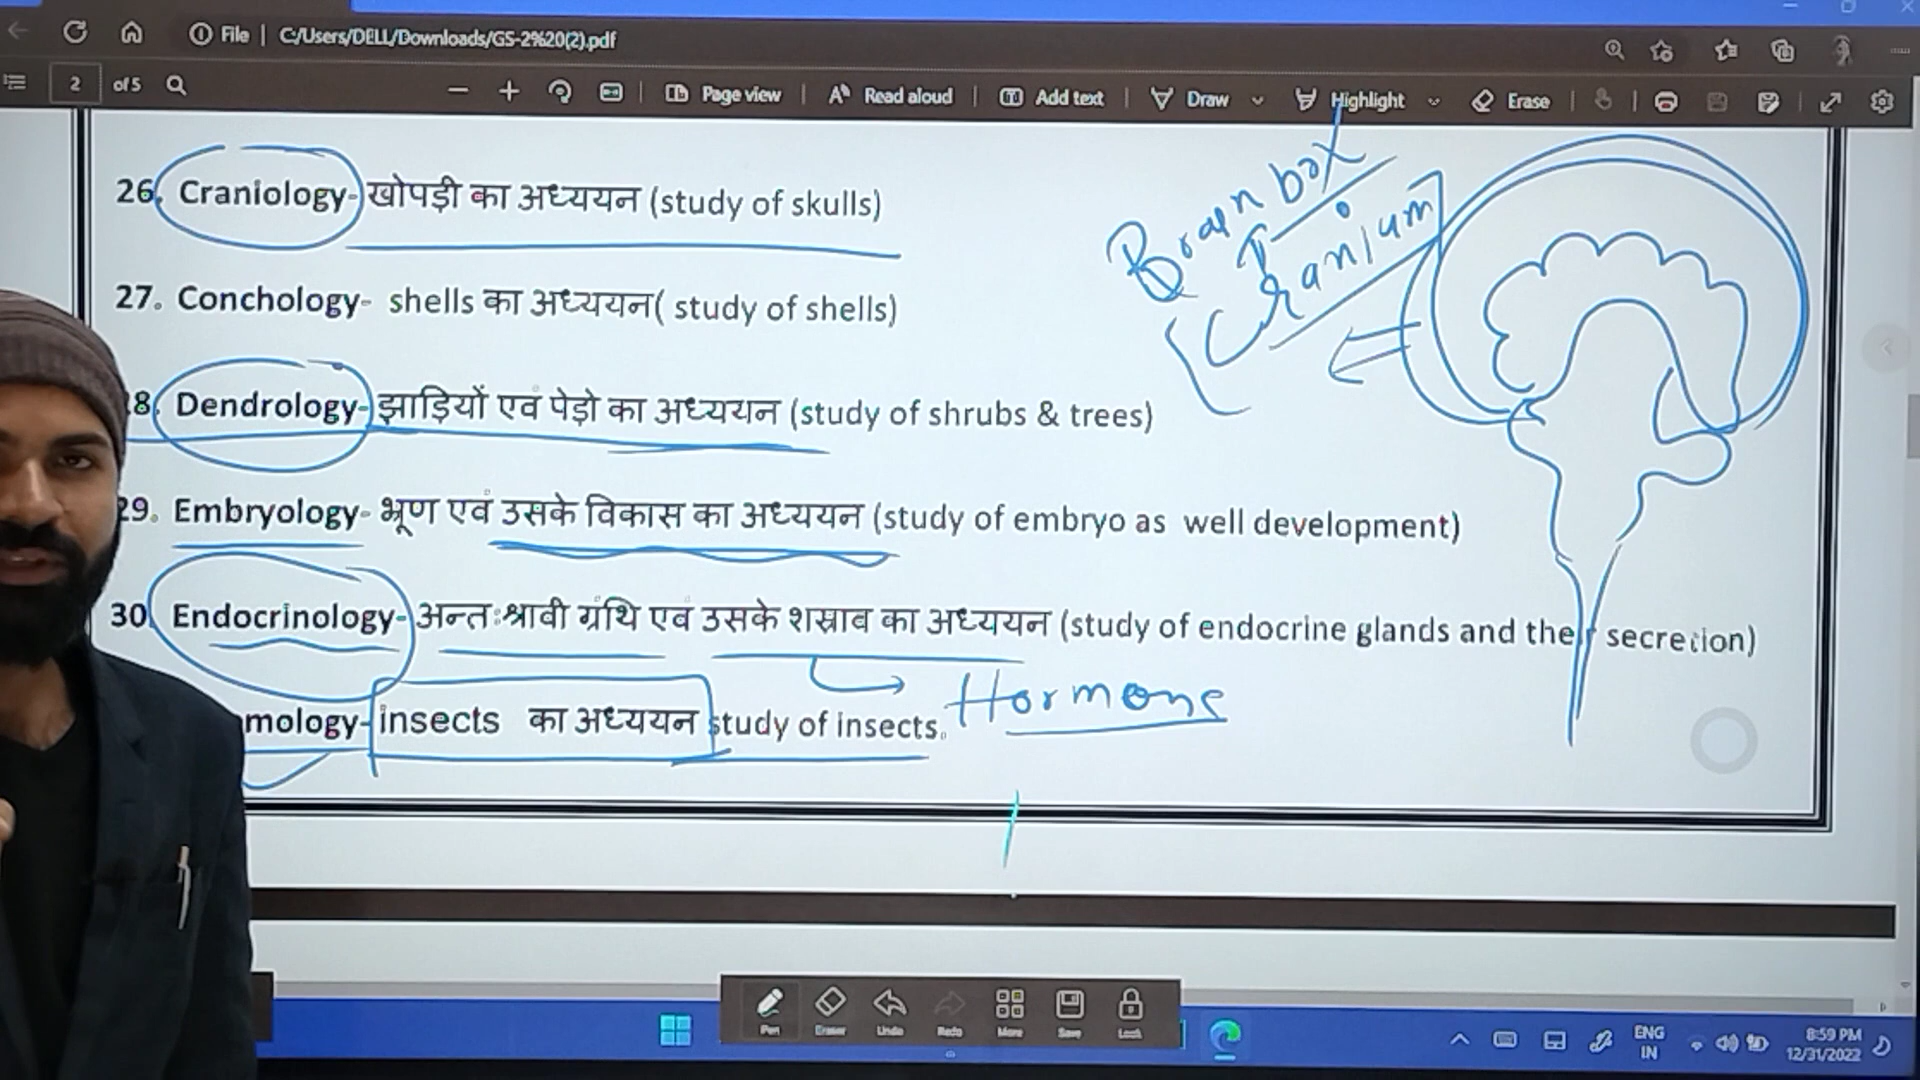 File | C:/Users/DELL/Downloads/GS-2%20(2).pdf
2 of 5 Page view Read aloud Add text Draw Highlight Erase
26. Craniology- खोपड़ी का अध्ययन (study of skulls)
27. Conchology- shells का अध्ययन( study of shells)
8. Dendrology- झाड़ियों एवं पेड़ो का अध्ययन (study of shrubs & trees)
29. Embryology- भ्रूण एवं उसके विकास का अध्ययन (study of embryo as well development)
30. Endocrinology- अन्तःश्रावी ग्रंथि एवं उसके शस्राव का अध्ययन (study of endocrine glands and their secretion)
mology- insects का अध्ययन study of insects.
Hormone
Brain box
Cranium
Pen Eraser Undo Redo More Save Lock
ENG
IN
8:59 PM
12/31/2022